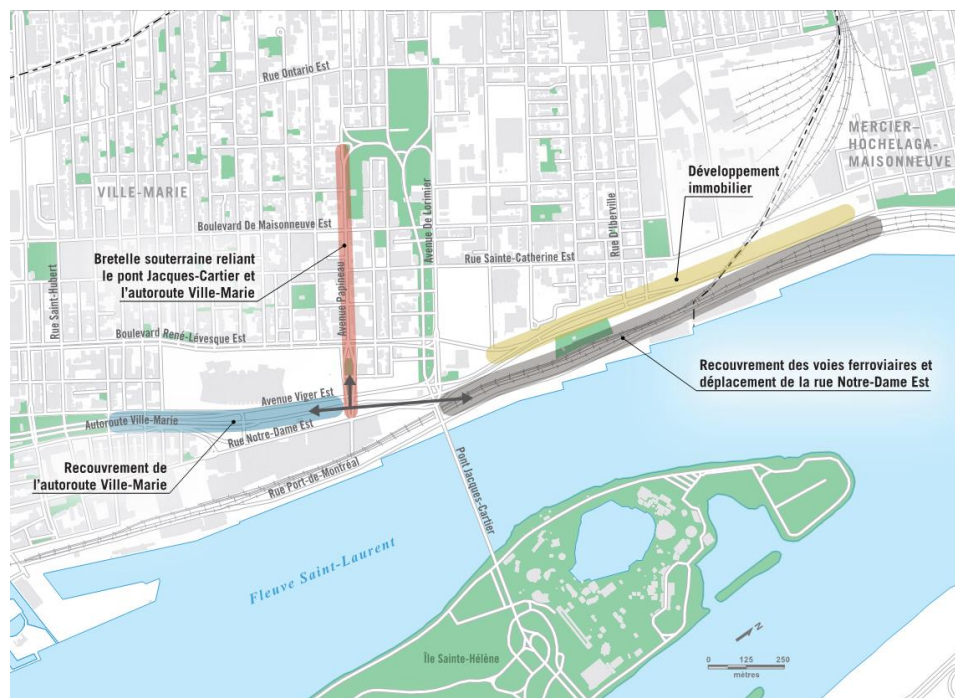 Rue Ontario Est
MERCIER–
HOCHELAGA-
MAISONNEUVE
VILLE-MARIE
Développement
immobilier
Boulevard De Maisonneuve Est
Avenue De Lorimier
Rue D'Iberville
Bretelle souterraine reliant
le pont Jacques-Cartier et
l'autoroute Ville-Marie
Rue Sainte-Catherine Est
Rue Saint-Hubert
Avenue Papineau
Boulevard René-Lévesque Est
Recouvrement des voies ferroviaires et
déplacement de la rue Notre-Dame Est
Avenue Viger Est
Autoroute Ville-Marie
Rue Notre-Dame Est
Recouvrement de
l'autoroute Ville-Marie
Rue Port-de-Montréal
Pont Jacques-Cartier
Fleuve Saint-Laurent
Île Sainte-Hélène
N
0 125 250
mètres